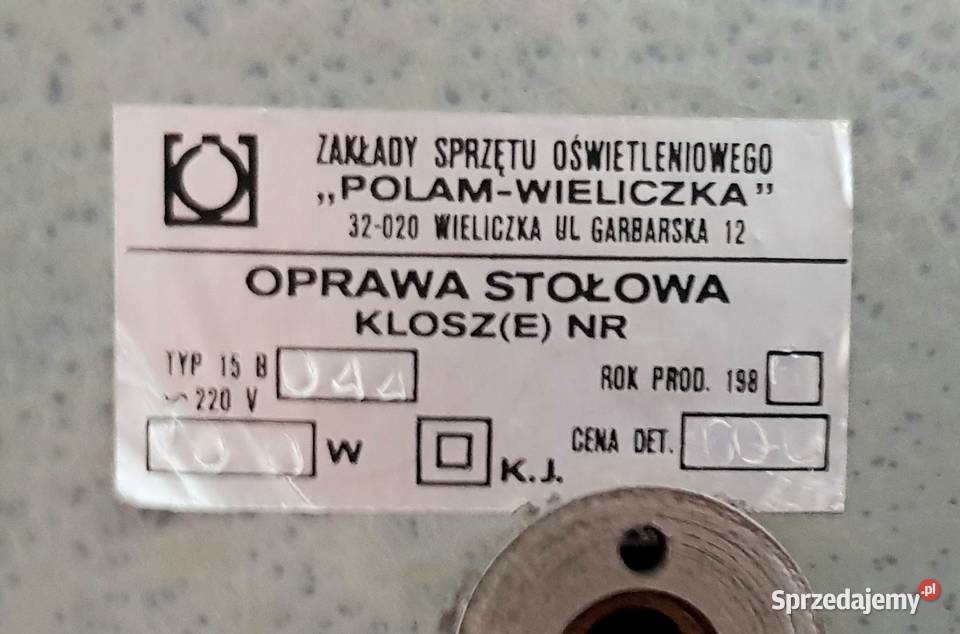 ZAKŁADY SPRZĘTU OŚWIETLENIOWEGO
„POLAM-WIELICZKA”
32-020 WIELICZKA UL GARBARSKA 12
OPRAWA STOŁOWA
KLOSZ(E) NR
TYP 15 B 044
ROK PROD. 198
~ 220 V
W
K.J.
CENA DET.
Sprzedajemy.pl